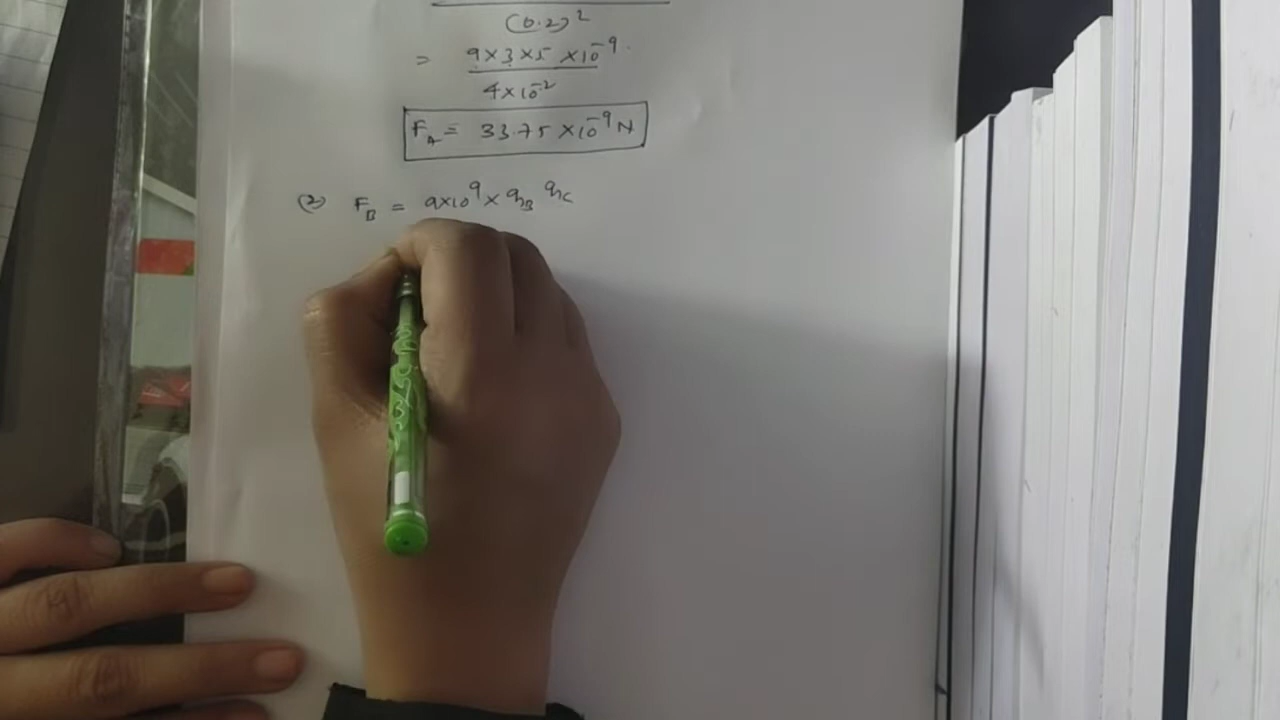 (0.2)²
= 9×3×5 ×10⁻⁹
4×10⁻²
F_A = 33.75 ×10⁻⁹ N
(2) F_B = 9×10⁹ × q_B q_C